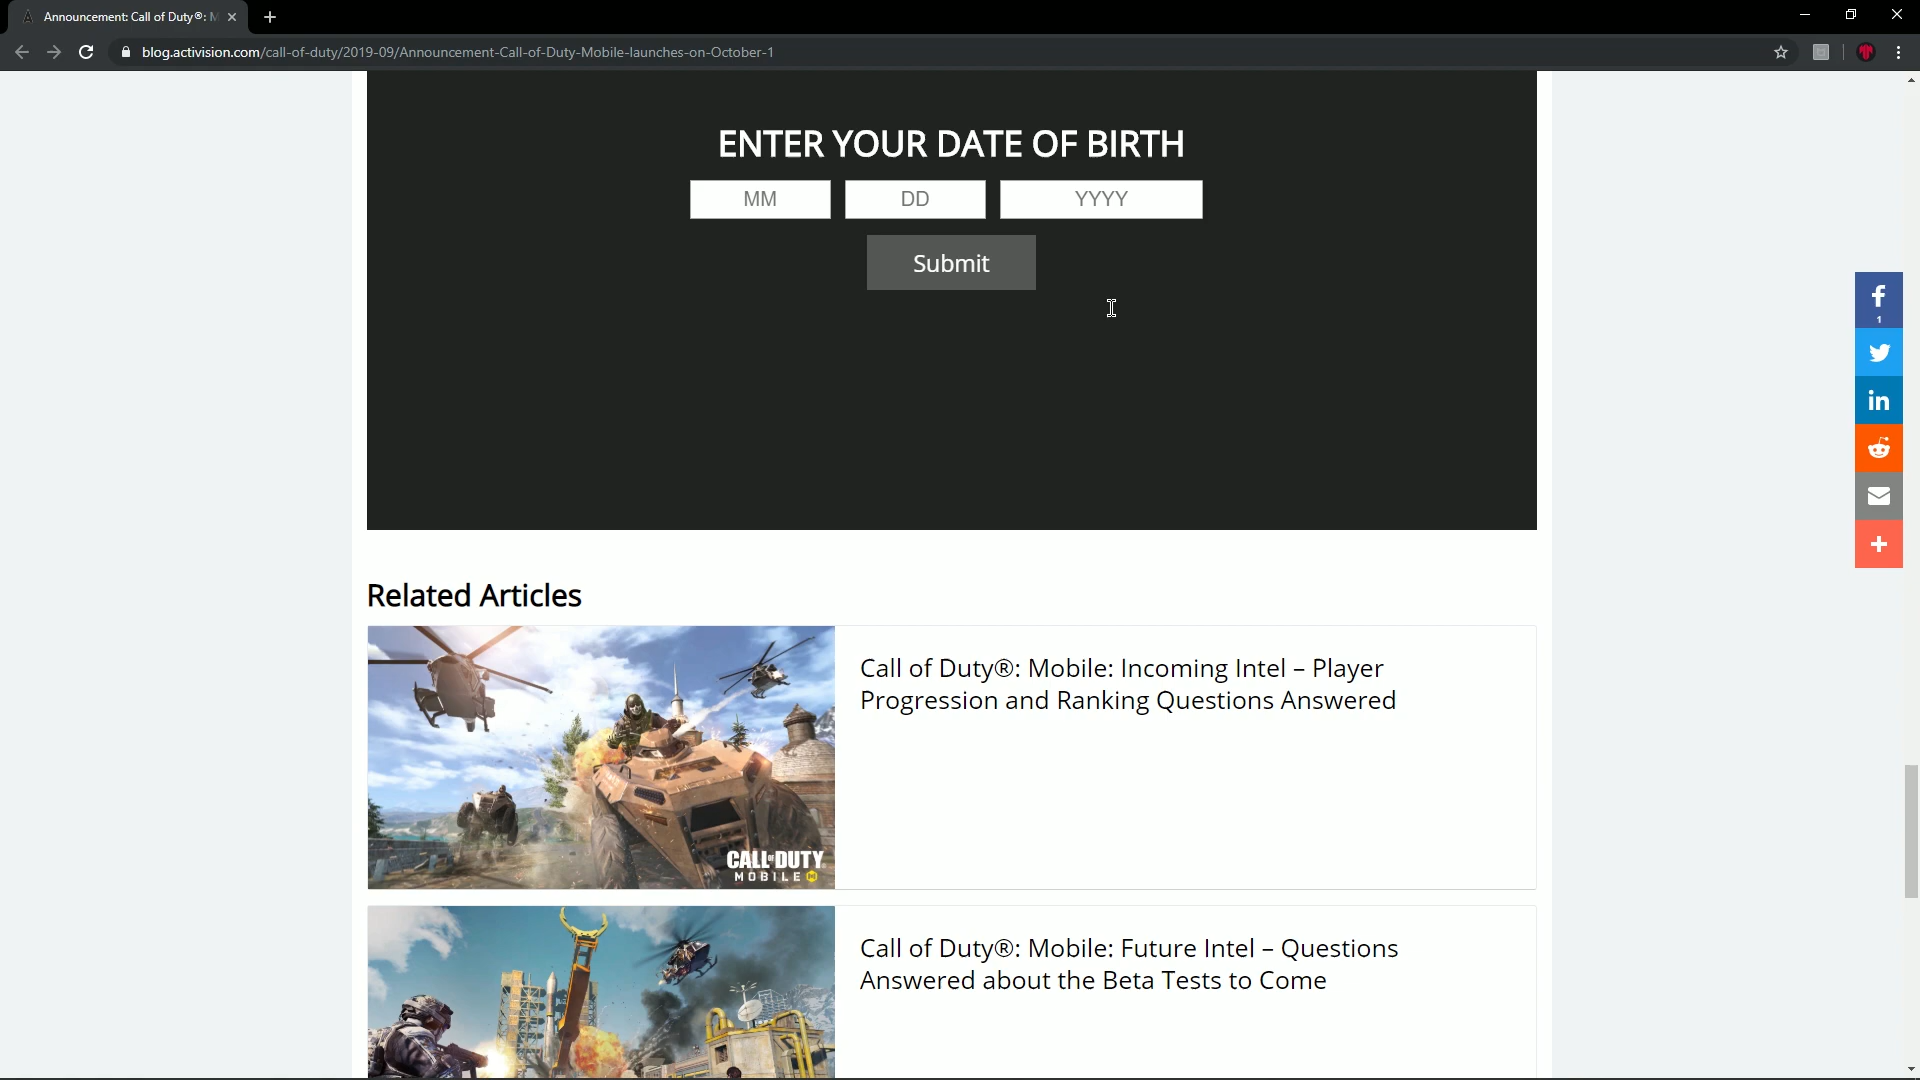 Announcement: Call of Duty®: M
blog.activision.com/call-of-duty/2019-09/Announcement-Call-of-Duty-Mobile-launches-on-October-1
ENTER YOUR DATE OF BIRTH
MM DD YYYY
Submit
f
1
in
Related Articles
Call of Duty®: Mobile: Incoming Intel – Player
Progression and Ranking Questions Answered
CALL OF DUTY
MOBILE
Call of Duty®: Mobile: Future Intel – Questions
Answered about the Beta Tests to Come